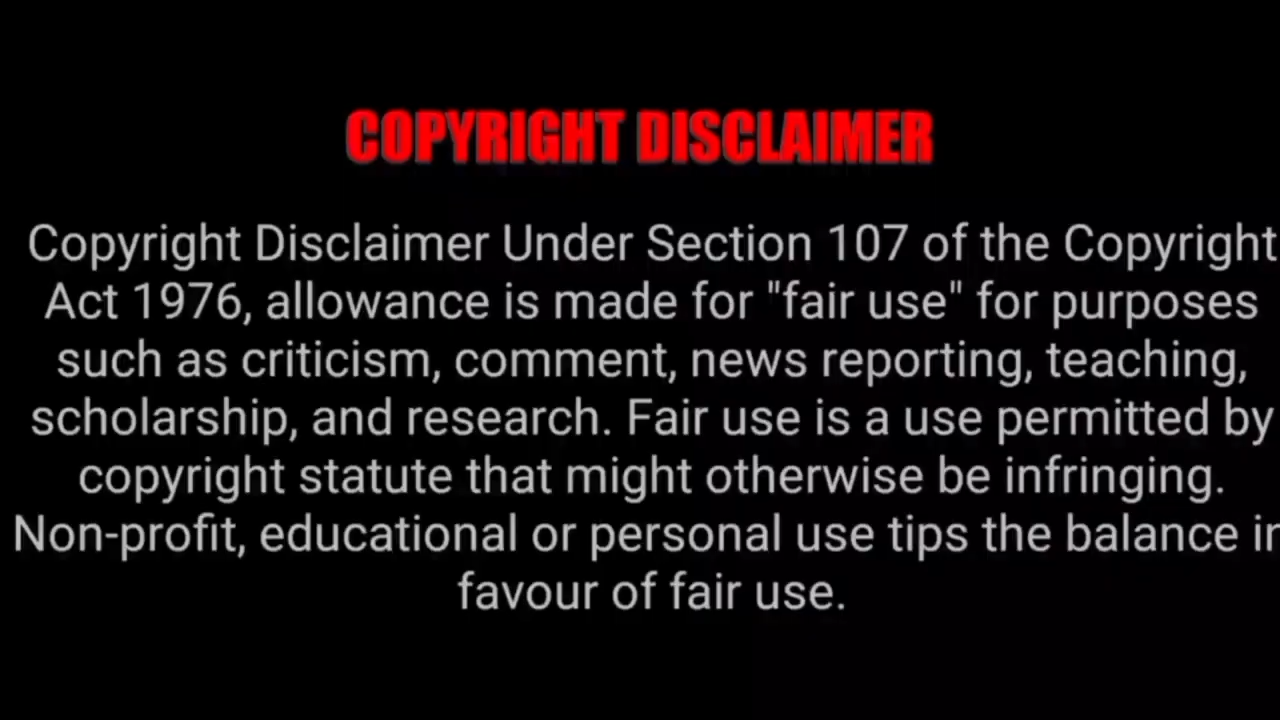 COPYRIGHT DISCLAIMER
Copyright Disclaimer Under Section 107 of the Copyright
Act 1976, allowance is made for "fair use" for purposes
such as criticism, comment, news reporting, teaching,
scholarship, and research. Fair use is a use permitted by
copyright statute that might otherwise be infringing.
Non-profit, educational or personal use tips the balance in
favour of fair use.